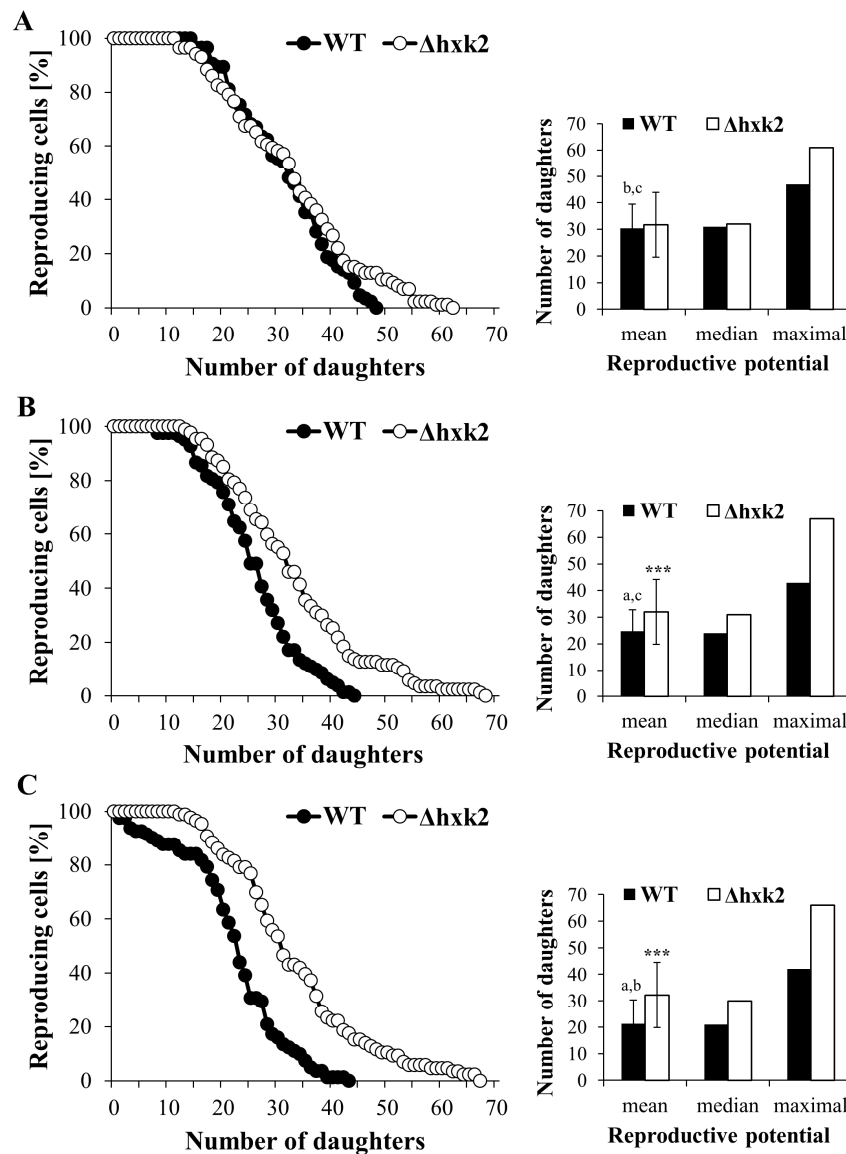 A
WT Δhxk2
Reproducing cells [%]
100
80
60
40
20
0
0 10 20 30 40 50 60 70
Number of daughters
WT Δhxk2
Number of daughters
70
60
50
40
30
20
10
0
b,c
mean median maximal
Reproductive potential
B
WT Δhxk2
Reproducing cells [%]
100
80
60
40
20
0
0 10 20 30 40 50 60 70
Number of daughters
WT Δhxk2
Number of daughters
70
60
50
40
30
20
10
0
a,c ***
mean median maximal
Reproductive potential
C
WT Δhxk2
Reproducing cells [%]
100
80
60
40
20
0
0 10 20 30 40 50 60 70
Number of daughters
WT Δhxk2
Number of daughters
70
60
50
40
30
20
10
0
a,b ***
mean median maximal
Reproductive potential